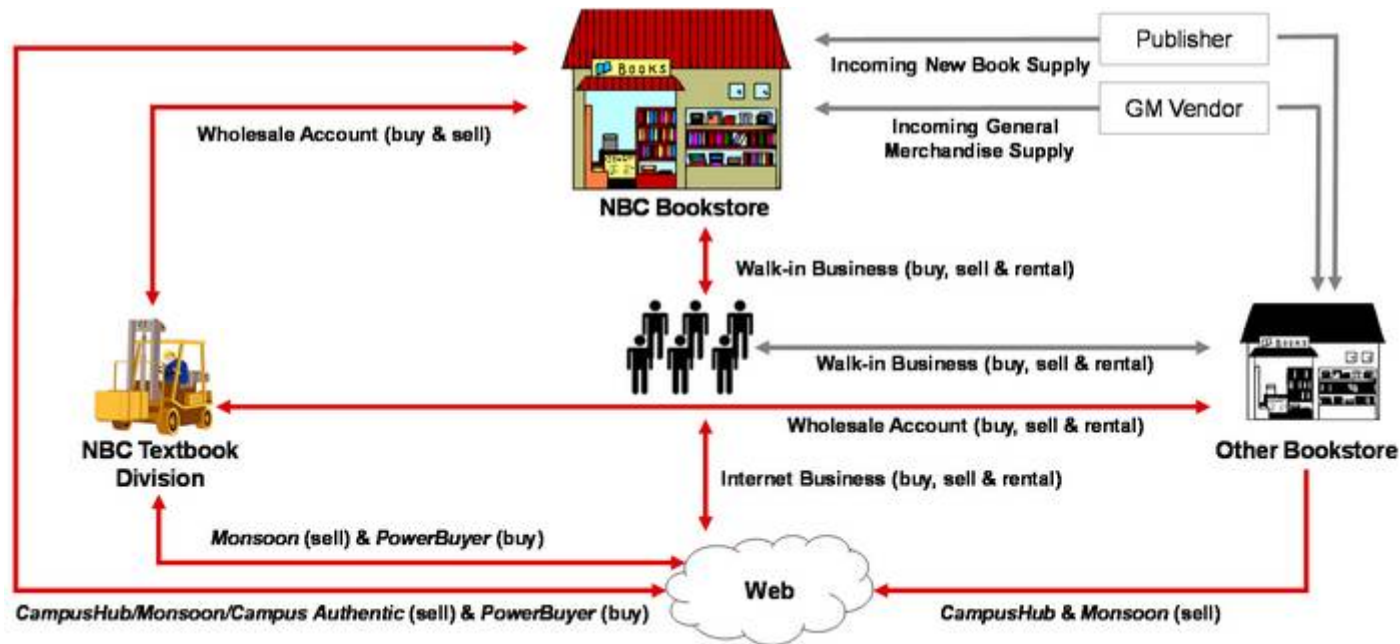 Publisher
Incoming New Book Supply
BOOKS
GM Vendor
Wholesale Account (buy & sell)
Incoming General
Merchandise Supply
NBC Bookstore
Walk-in Business (buy, sell & rental)
BOOKS
Walk-in Business (buy, sell & rental)
Wholesale Account (buy, sell & rental)
NBC Textbook
Division
Other Bookstore
Internet Business (buy, sell & rental)
Monsoon (sell) & PowerBuyer (buy)
Web
CampusHub/Monsoon/Campus Authentic (sell) & PowerBuyer (buy)
CampusHub & Monsoon (sell)